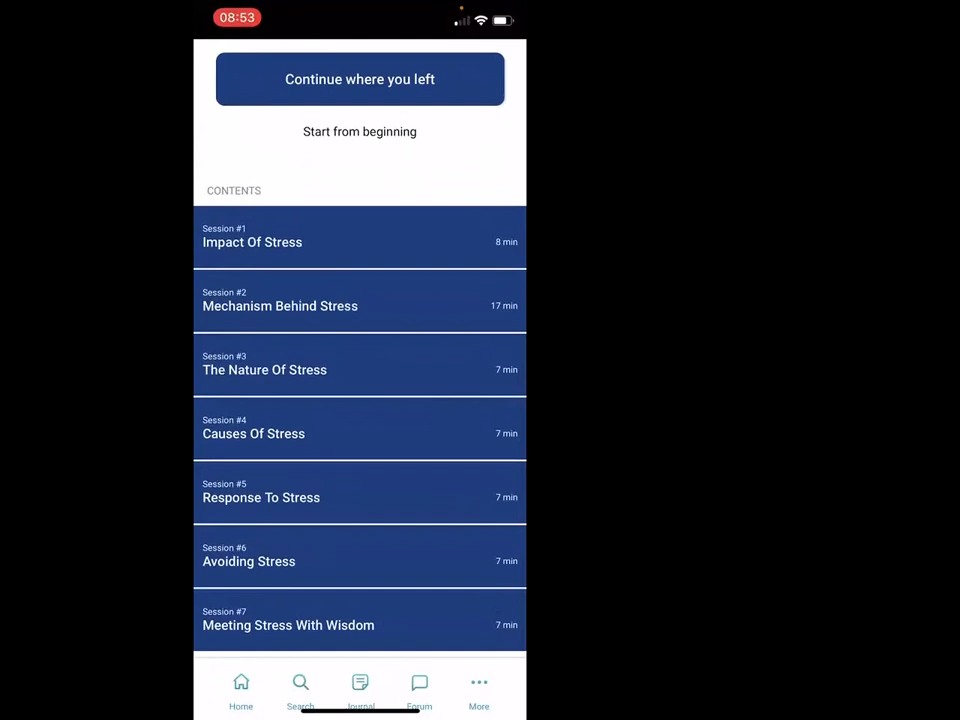 08:53
Continue where you left
Start from beginning
CONTENTS
Session #1
Impact Of Stress
8 min
Session #2
Mechanism Behind Stress
17 min
Session #3
The Nature Of Stress
7 min
Session #4
Causes Of Stress
7 min
Session #5
Response To Stress
7 min
Session #6
Avoiding Stress
7 min
Session #7
Meeting Stress With Wisdom
7 min
Home Search Journal Forum More